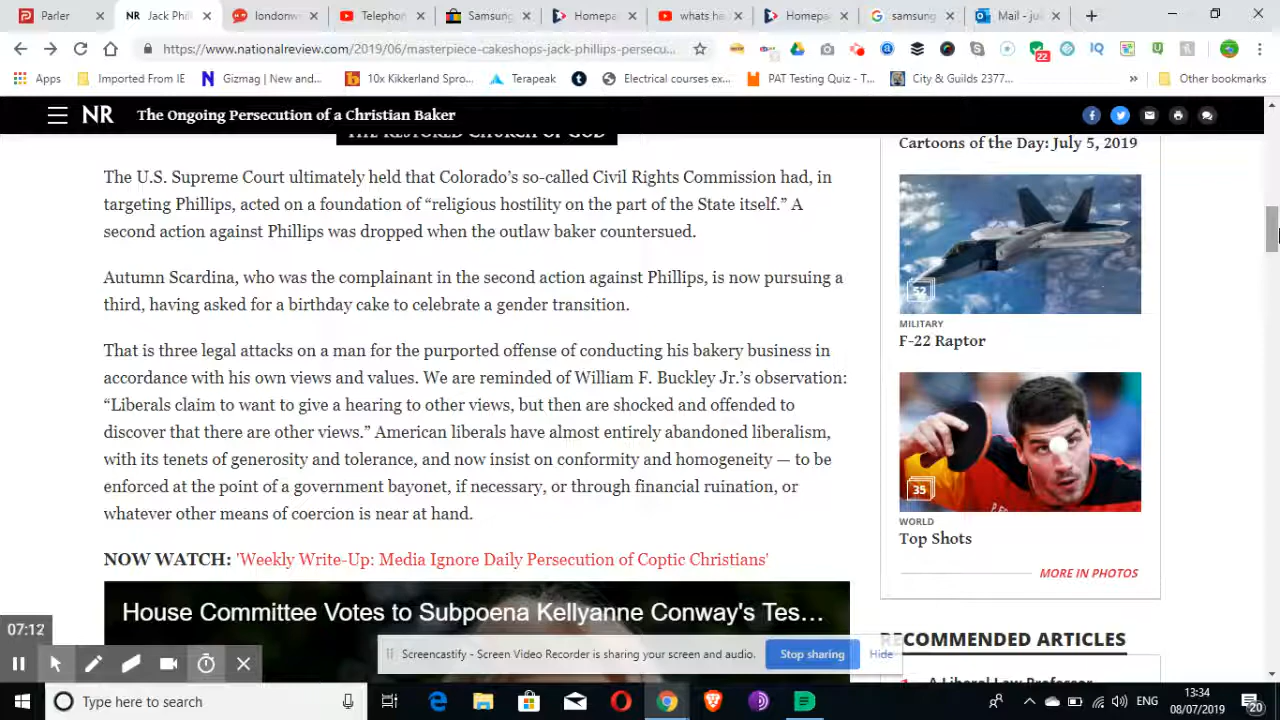 Parler
Jack Phil
londonw
Telephon
Samsung
Homepa
whats he
Homepa
samsung
Mail - jul
https://www.nationalreview.com/2019/06/masterpiece-cakeshops-jack-phillips-persecu...
22
IQ
Apps
Imported From IE
Gizmag | New and...
10x Kikkerland Spro...
Terapeak
Electrical courses ex...
PAT Testing Quiz - T...
City & Guilds 2377...
»
Other bookmarks
NR
The Ongoing Persecution of a Christian Baker
THE RESTORED CHURCH OF GOD
The U.S. Supreme Court ultimately held that Colorado’s so-called Civil Rights Commission had, in
targeting Phillips, acted on a foundation of “religious hostility on the part of the State itself.” A
second action against Phillips was dropped when the outlaw baker countersued.
Autumn Scardina, who was the complainant in the second action against Phillips, is now pursuing a
third, having asked for a birthday cake to celebrate a gender transition.
That is three legal attacks on a man for the purported offense of conducting his bakery business in
accordance with his own views and values. We are reminded of William F. Buckley Jr.’s observation:
“Liberals claim to want to give a hearing to other views, but then are shocked and offended to
discover that there are other views.” American liberals have almost entirely abandoned liberalism,
with its tenets of generosity and tolerance, and now insist on conformity and homogeneity — to be
enforced at the point of a government bayonet, if necessary, or through financial ruination, or
whatever other means of coercion is near at hand.
NOW WATCH: 'Weekly Write-Up: Media Ignore Daily Persecution of Coptic Christians'
House Committee Votes to Subpoena Kellyanne Conway's Tes...
Cartoons of the Day: July 5, 2019
52
MILITARY
F-22 Raptor
35
WORLD
Top Shots
MORE IN PHOTOS
RECOMMENDED ARTICLES
A Liberal Law Professor
07:12
Screencastify - Screen Video Recorder is sharing your screen and audio.
Stop sharing
Hide
Type here to search
ENG
13:34
08/07/2019
20